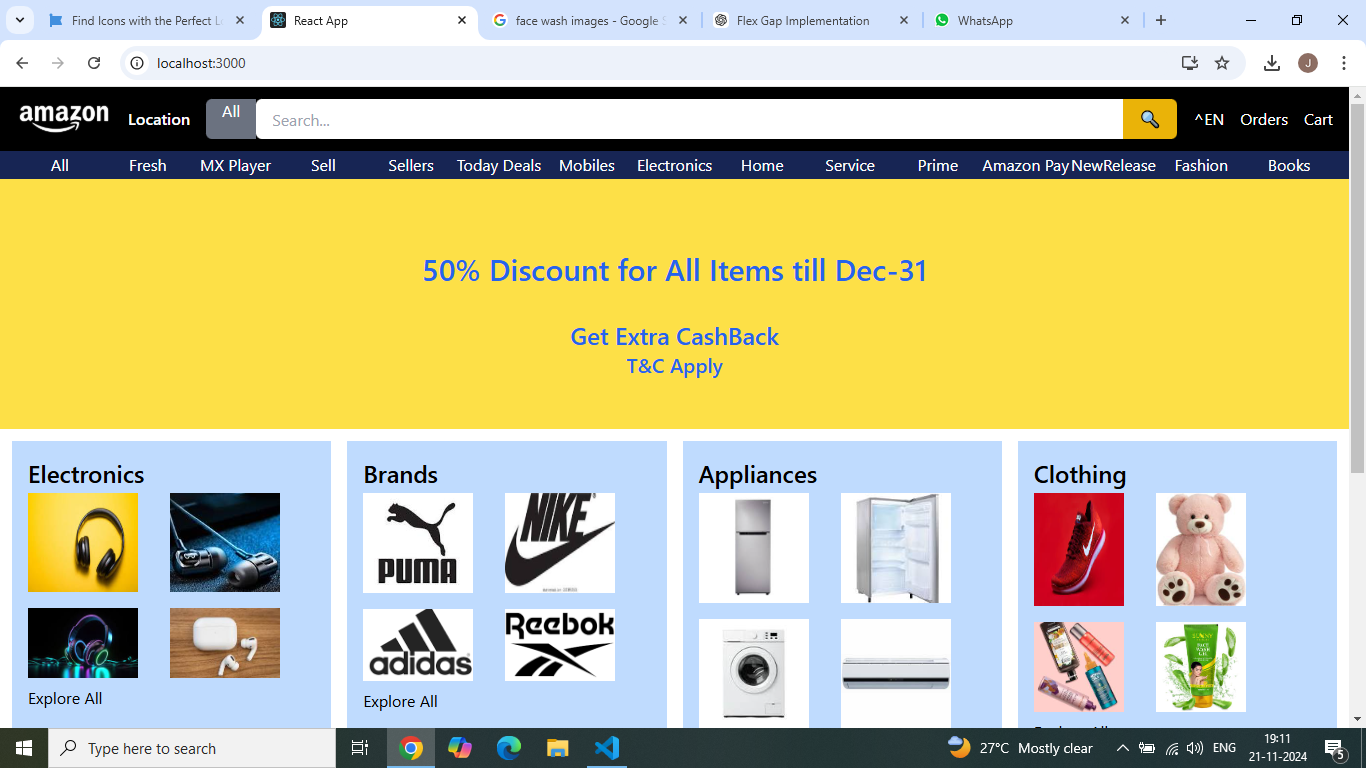 Find Icons with the Perfect L
React App
face wash images - Google S
Flex Gap Implementation
WhatsApp
localhost:3000
J
amazon
Location
All
Search...
^EN
Orders
Cart
All
Fresh
MX Player
Sell
Sellers
Today Deals
Mobiles
Electronics
Home
Service
Prime
Amazon Pay
NewRelease
Fashion
Books
50% Discount for All Items till Dec-31
Get Extra CashBack
T&C Apply
Electronics
Brands
Appliances
Clothing
PUMA
NIKE
adidas
Reebok
FACE WASH
Explore All
Explore All
Type here to search
27°C Mostly clear
ENG
19:11
21-11-2024
5